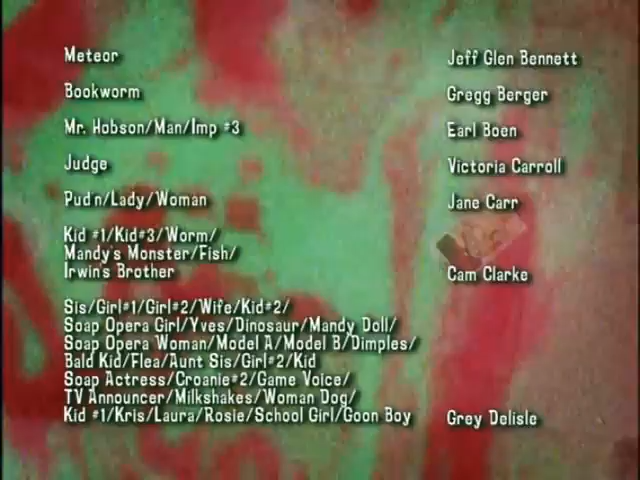 Meteor Jeff Glen Bennett
Bookworm Gregg Berger
Mr. Hobson/Man/Imp #3 Earl Boen
Judge Victoria Carroll
Pud'n/Lady/Woman Jane Carr
Kid #1/Kid#3/Worm/
Mandy's Monster/Fish/
Irwin's Brother Cam Clarke
Sis/Girl#1/Girl#2/Wife/Kid#2/
Soap Opera Girl/Yves/Dinosaur/Mandy Doll/
Soap Opera Woman/Model A/Model B/Dimples/
Bald Kid/Flea/Aunt Sis/Girl#2/Kid
Soap Actress/Croanie#2/Game Voice/
TV Announcer/Milkshakes/Woman Dog/
Kid #1/Kris/Laura/Rosie/School Girl/Goon Boy Grey Delisle